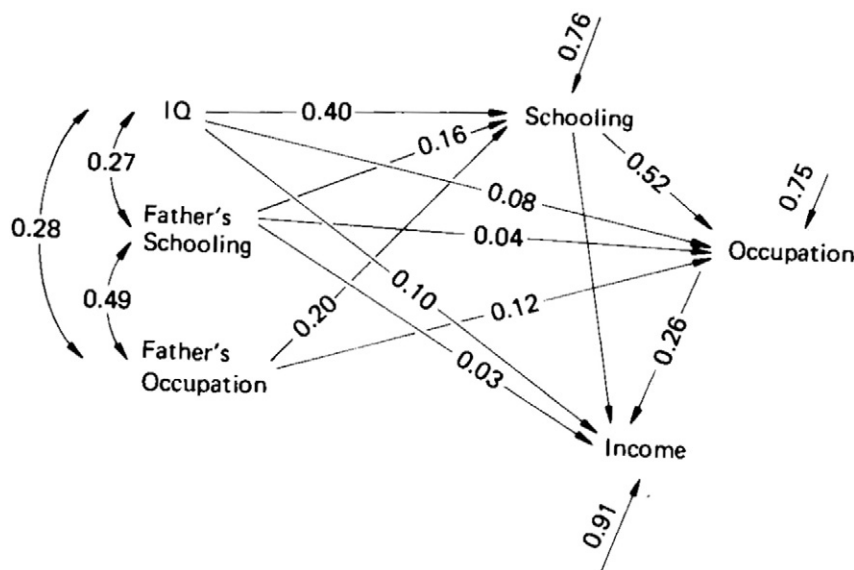 0.76
IQ
0.40
Schooling
0.16
0.27
0.52
0.08
0.75
0.28
Father's
Schooling
0.04
Occupation
0.10
0.49
0.20
0.12
0.26
Father's
Occupation
0.03
Income
0.91